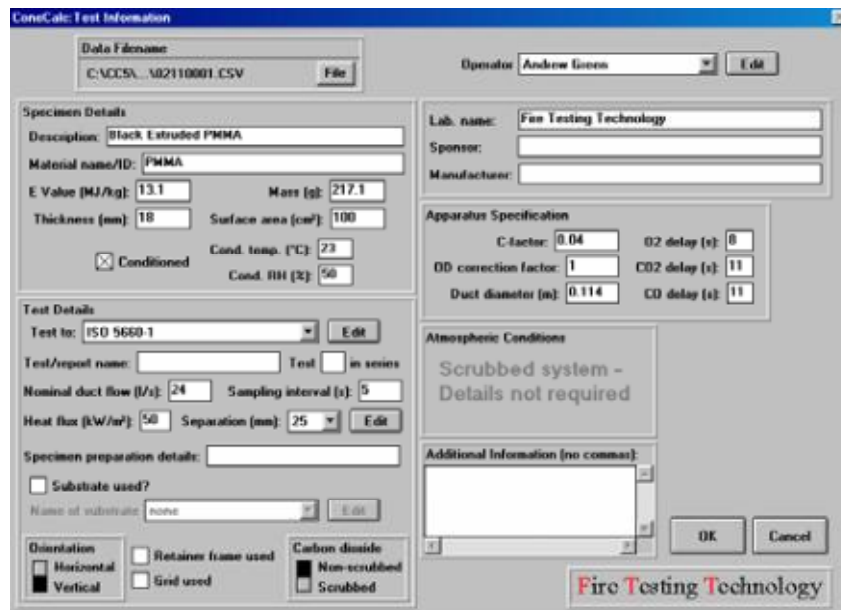 ConeCalc: Test Information
Data Filename
C:\CC5\...\02110001.CSV File
Operator Andrew Green Edit
Specimen Details
Description: Black Extruded PMMA
Material name/ID: PMMA
E Value (MJ/kg): 13.1 Mass (g): 217.1
Thickness (mm): 18 Surface area (cm²): 100
Conditioned
Cond. temp. (°C): 23
Cond. RH (%): 50
Lab. name: Fire Testing Technology
Sponsor:
Manufacturer:
Apparatus Specification
C-factor: 0.04 O2 delay (s): 8
OD correction factor: 1 CO2 delay (s): 11
Duct diameter (m): 0.114 CO delay (s): 11
Test Details
Test to: ISO 5660-1 Edit
Test/report name: Test in series
Nominal duct flow (l/s): 24 Sampling interval (s): 5
Heat flux (kW/m²): 50 Separation (mm): 25 Edit
Specimen preparation details:
Substrate used?
Name of substrate none Edit
Atmospheric Conditions
Scrubbed system -
Details not required
Additional Information (no commas):
Orientation
Horizontal
Vertical
Retainer frame used
Grid used
Carbon dioxide
Non-scrubbed
Scrubbed
OK Cancel
Fire Testing Technology